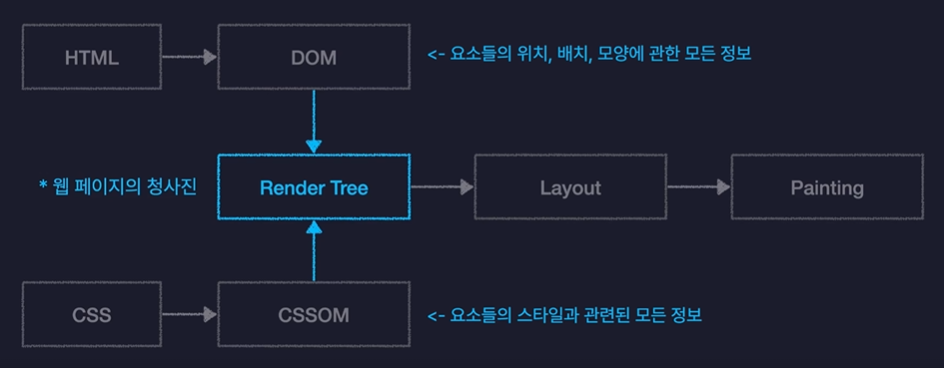 HTML
DOM
<- 요소들의 위치, 배치, 모양에 관한 모든 정보
* 웹 페이지의 청사진
Render Tree
Layout
Painting
CSS
CSSOM
<- 요소들의 스타일과 관련된 모든 정보